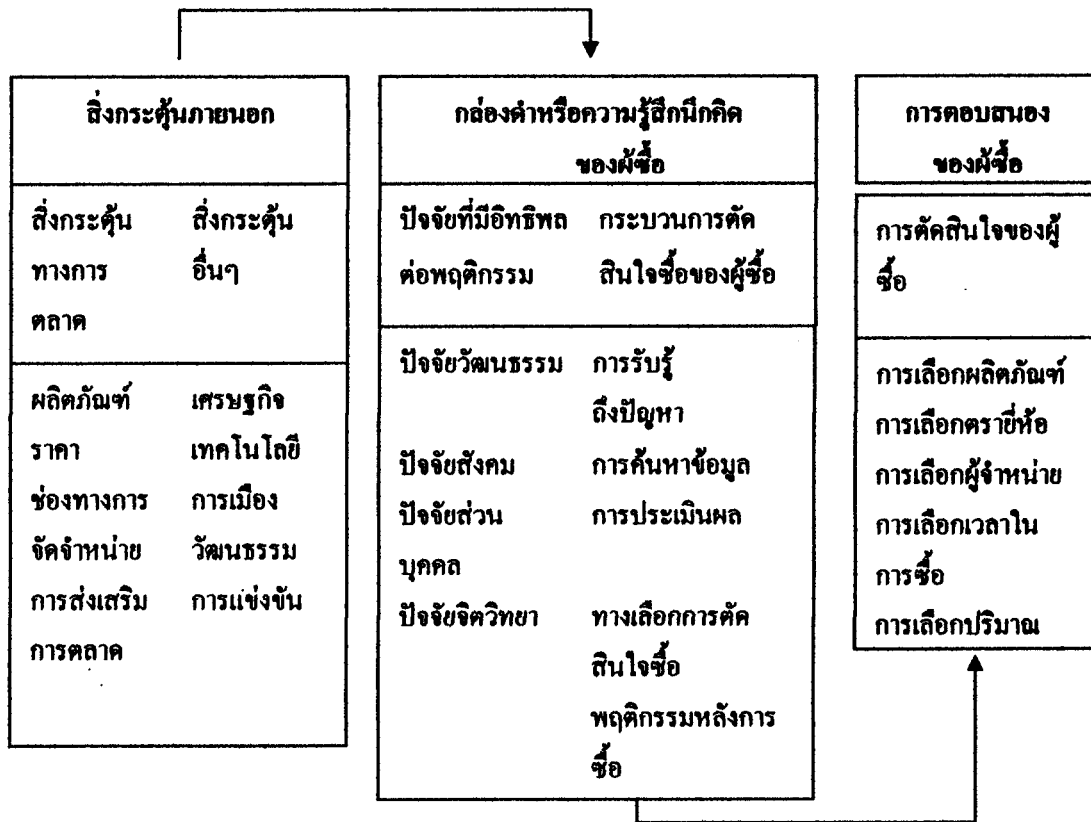 สิ่งกระตุ้นภายนอก
สิ่งกระตุ้น สิ่งกระตุ้น
ทางการ อื่นๆ
ตลาด
ผลิตภัณฑ์ เศรษฐกิจ
ราคา เทคโนโลยี
ช่องทางการ การเมือง
จัดจำหน่าย วัฒนธรรม
การส่งเสริม การแข่งขัน
การตลาด
กล่องดำหรือความรู้สึกนึกคิด
ของผู้ซื้อ
ปัจจัยที่มีอิทธิพล กระบวนการตัด
ต่อพฤติกรรม สินใจซื้อของผู้ซื้อ
ปัจจัยวัฒนธรรม การรับรู้
ถึงปัญหา
ปัจจัยสังคม การค้นหาข้อมูล
ปัจจัยส่วน การประเมินผล
บุคคล
ปัจจัยจิตวิทยา ทางเลือกการตัด
สินใจซื้อ
พฤติกรรมหลังการ
ซื้อ
การตอบสนอง
ของผู้ซื้อ
การตัดสินใจของผู้
ซื้อ
การเลือกผลิตภัณฑ์
การเลือกตรายี่ห้อ
การเลือกผู้จำหน่าย
การเลือกเวลาใน
การซื้อ
การเลือกปริมาณ